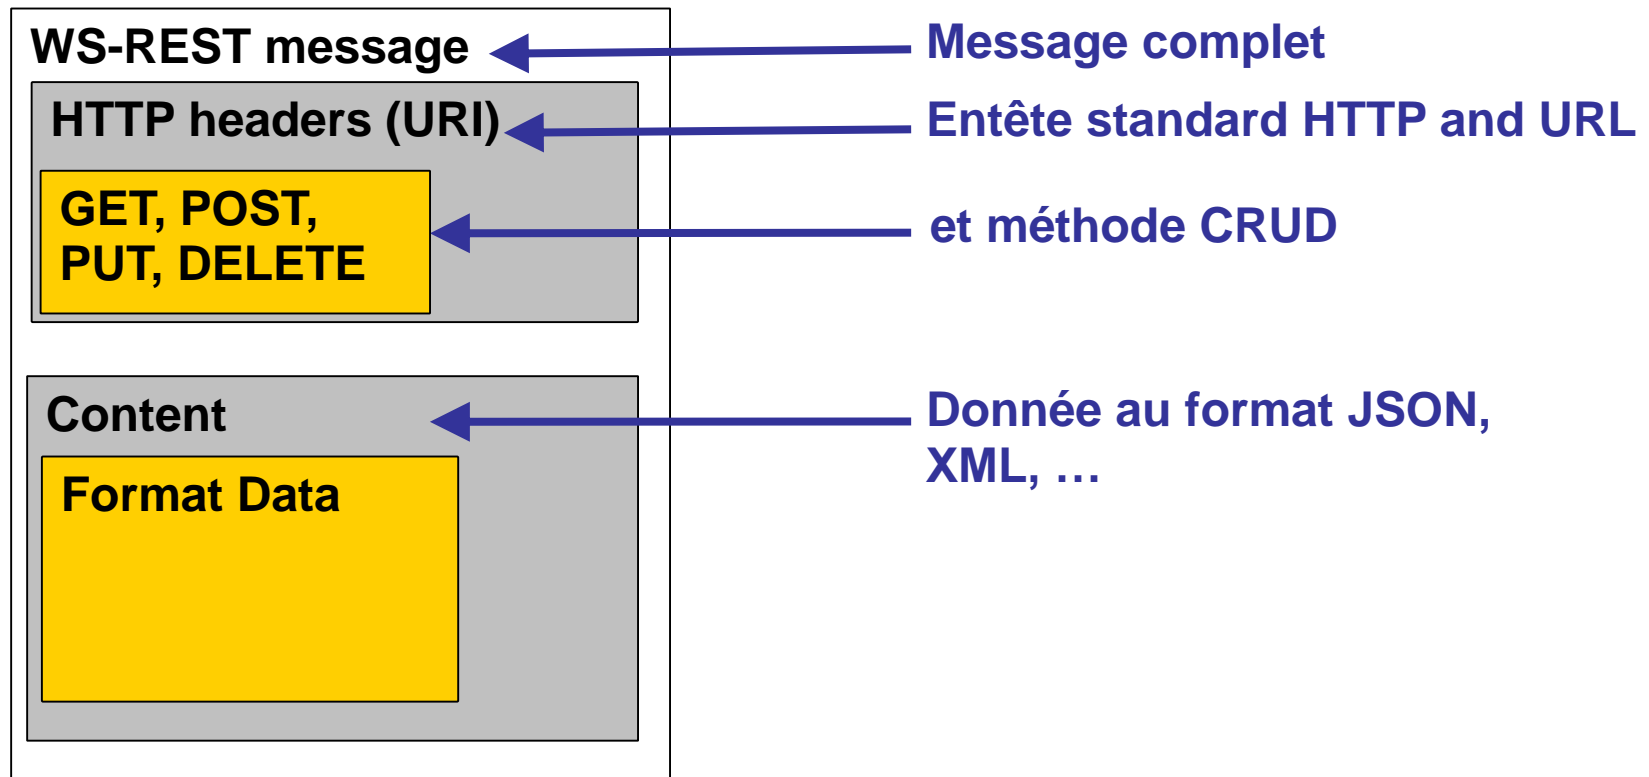 WS-REST message
Message complet
HTTP headers (URI)
Entête standard HTTP and URL
GET, POST,
PUT, DELETE
et méthode CRUD
Content
Donnée au format JSON,
XML, …
Format Data